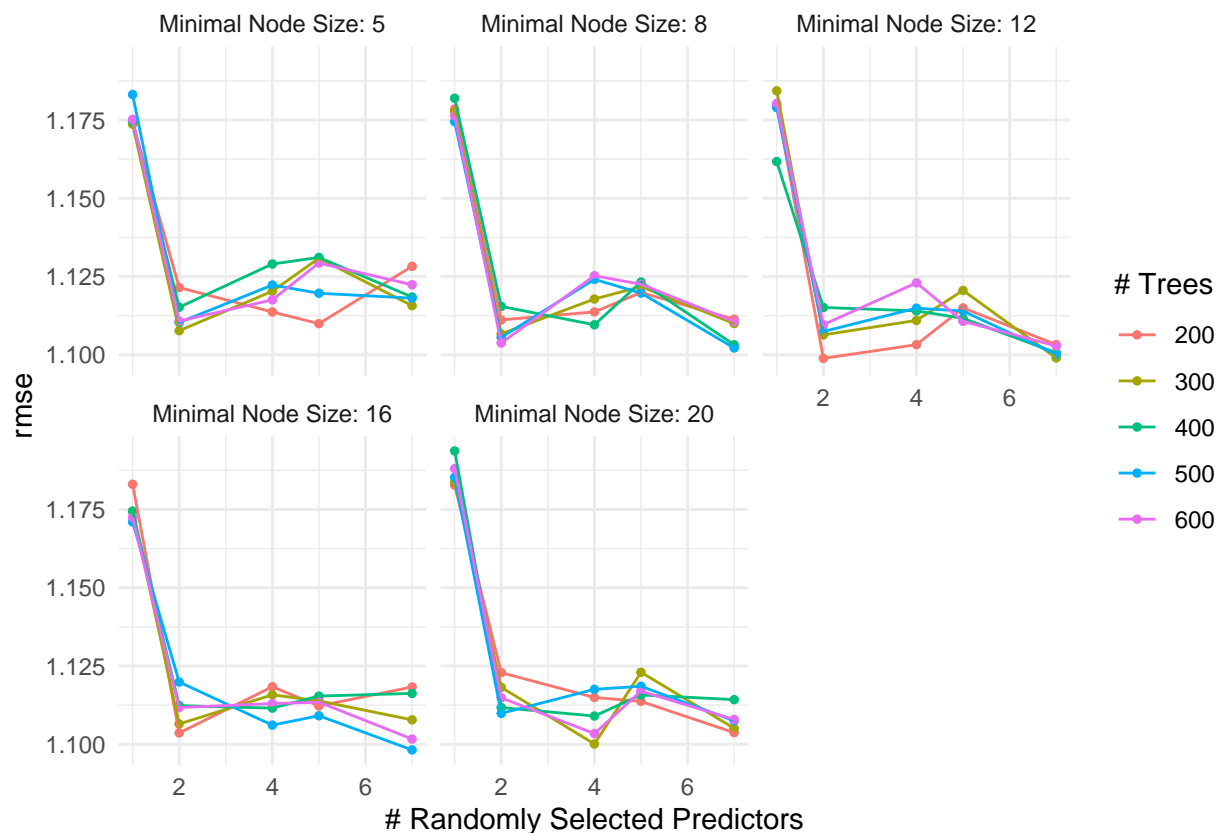 Minimal Node Size: 5
Minimal Node Size: 8
Minimal Node Size: 12
1.175
1.150
1.125
1.100
2 4 6
Minimal Node Size: 16
Minimal Node Size: 20
1.175
1.150
1.125
1.100
2 4 6
2 4 6
rmse
# Randomly Selected Predictors
# Trees
200
300
400
500
600